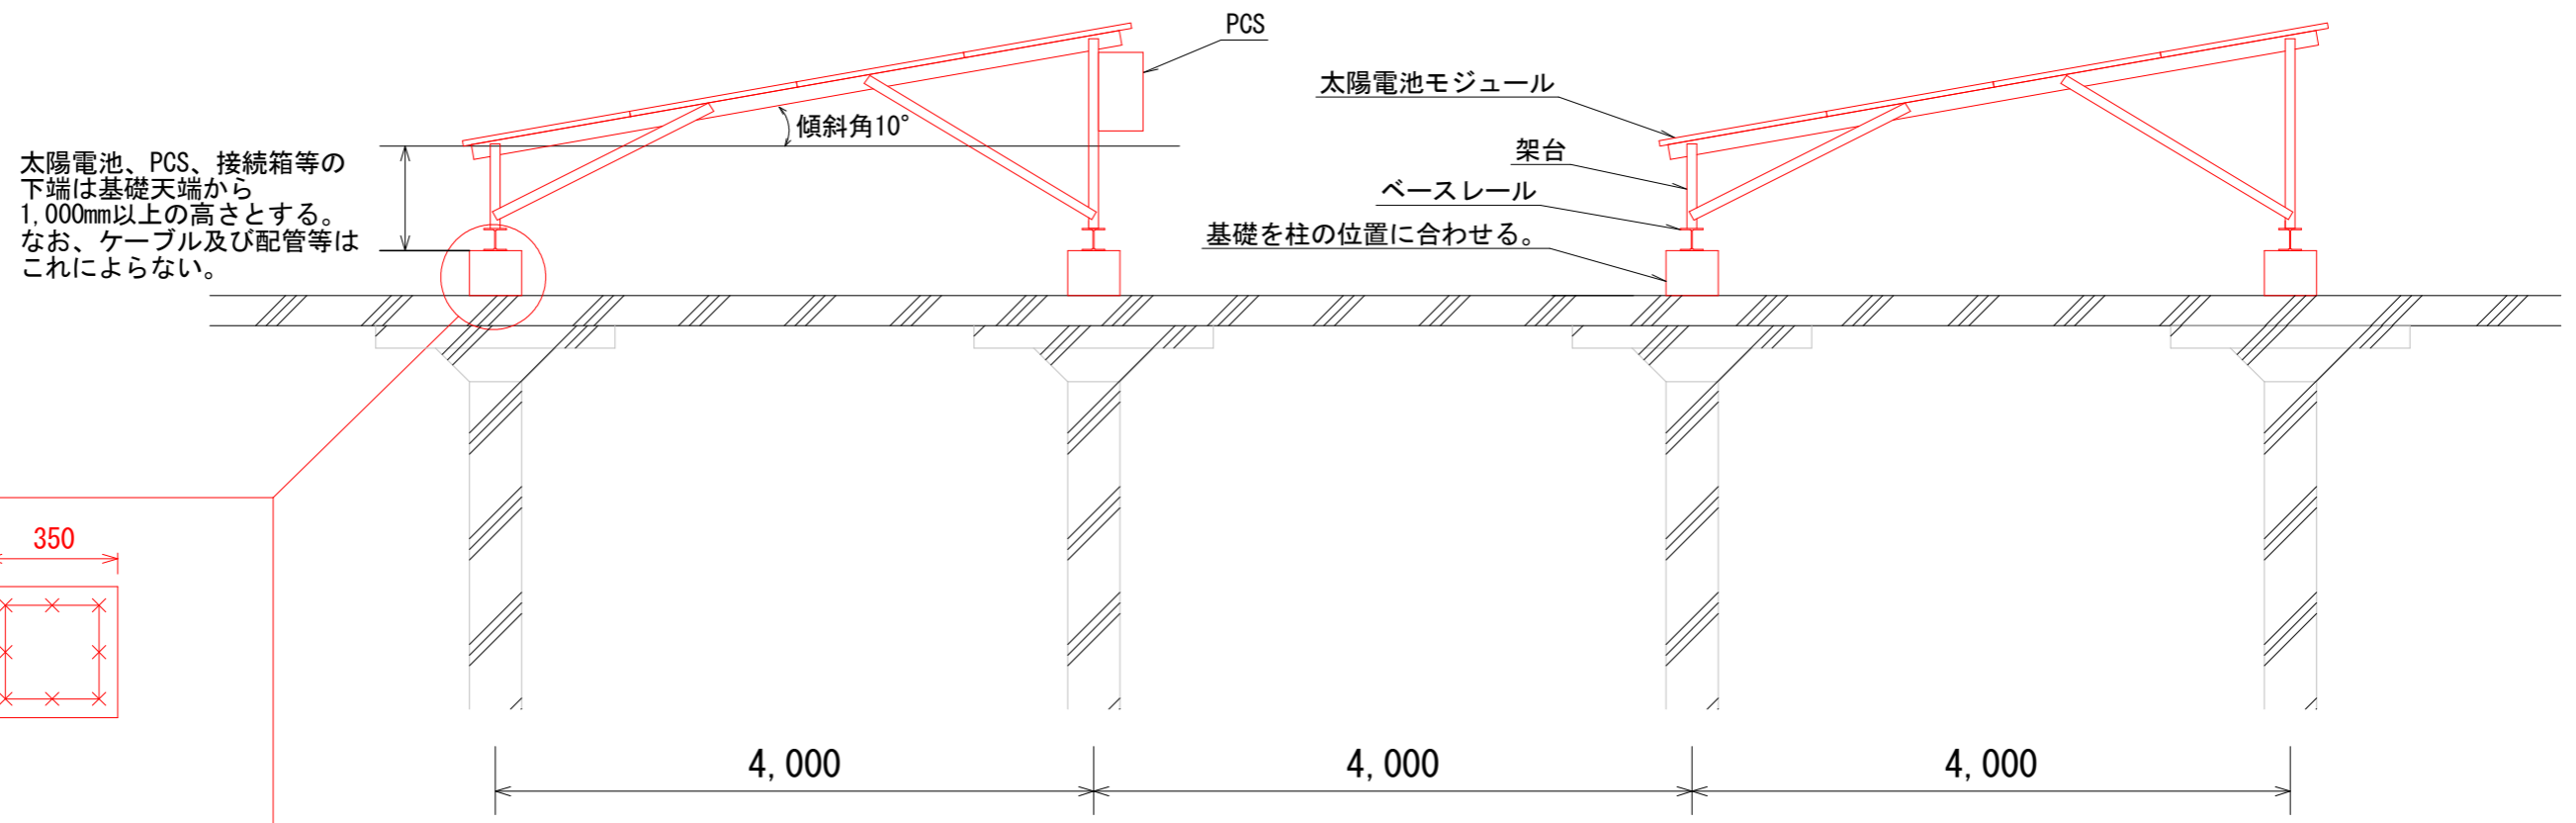 PCS
太陽電池モジュール
傾斜角10°
架台
太陽電池、PCS、接続箱等の
下端は基礎天端から
1,000mm以上の高さとする。
なお、ケーブル及び配管等は
これによらない。
ベースレール
基礎を柱の位置に合わせる。
350
4,000
4,000
4,000